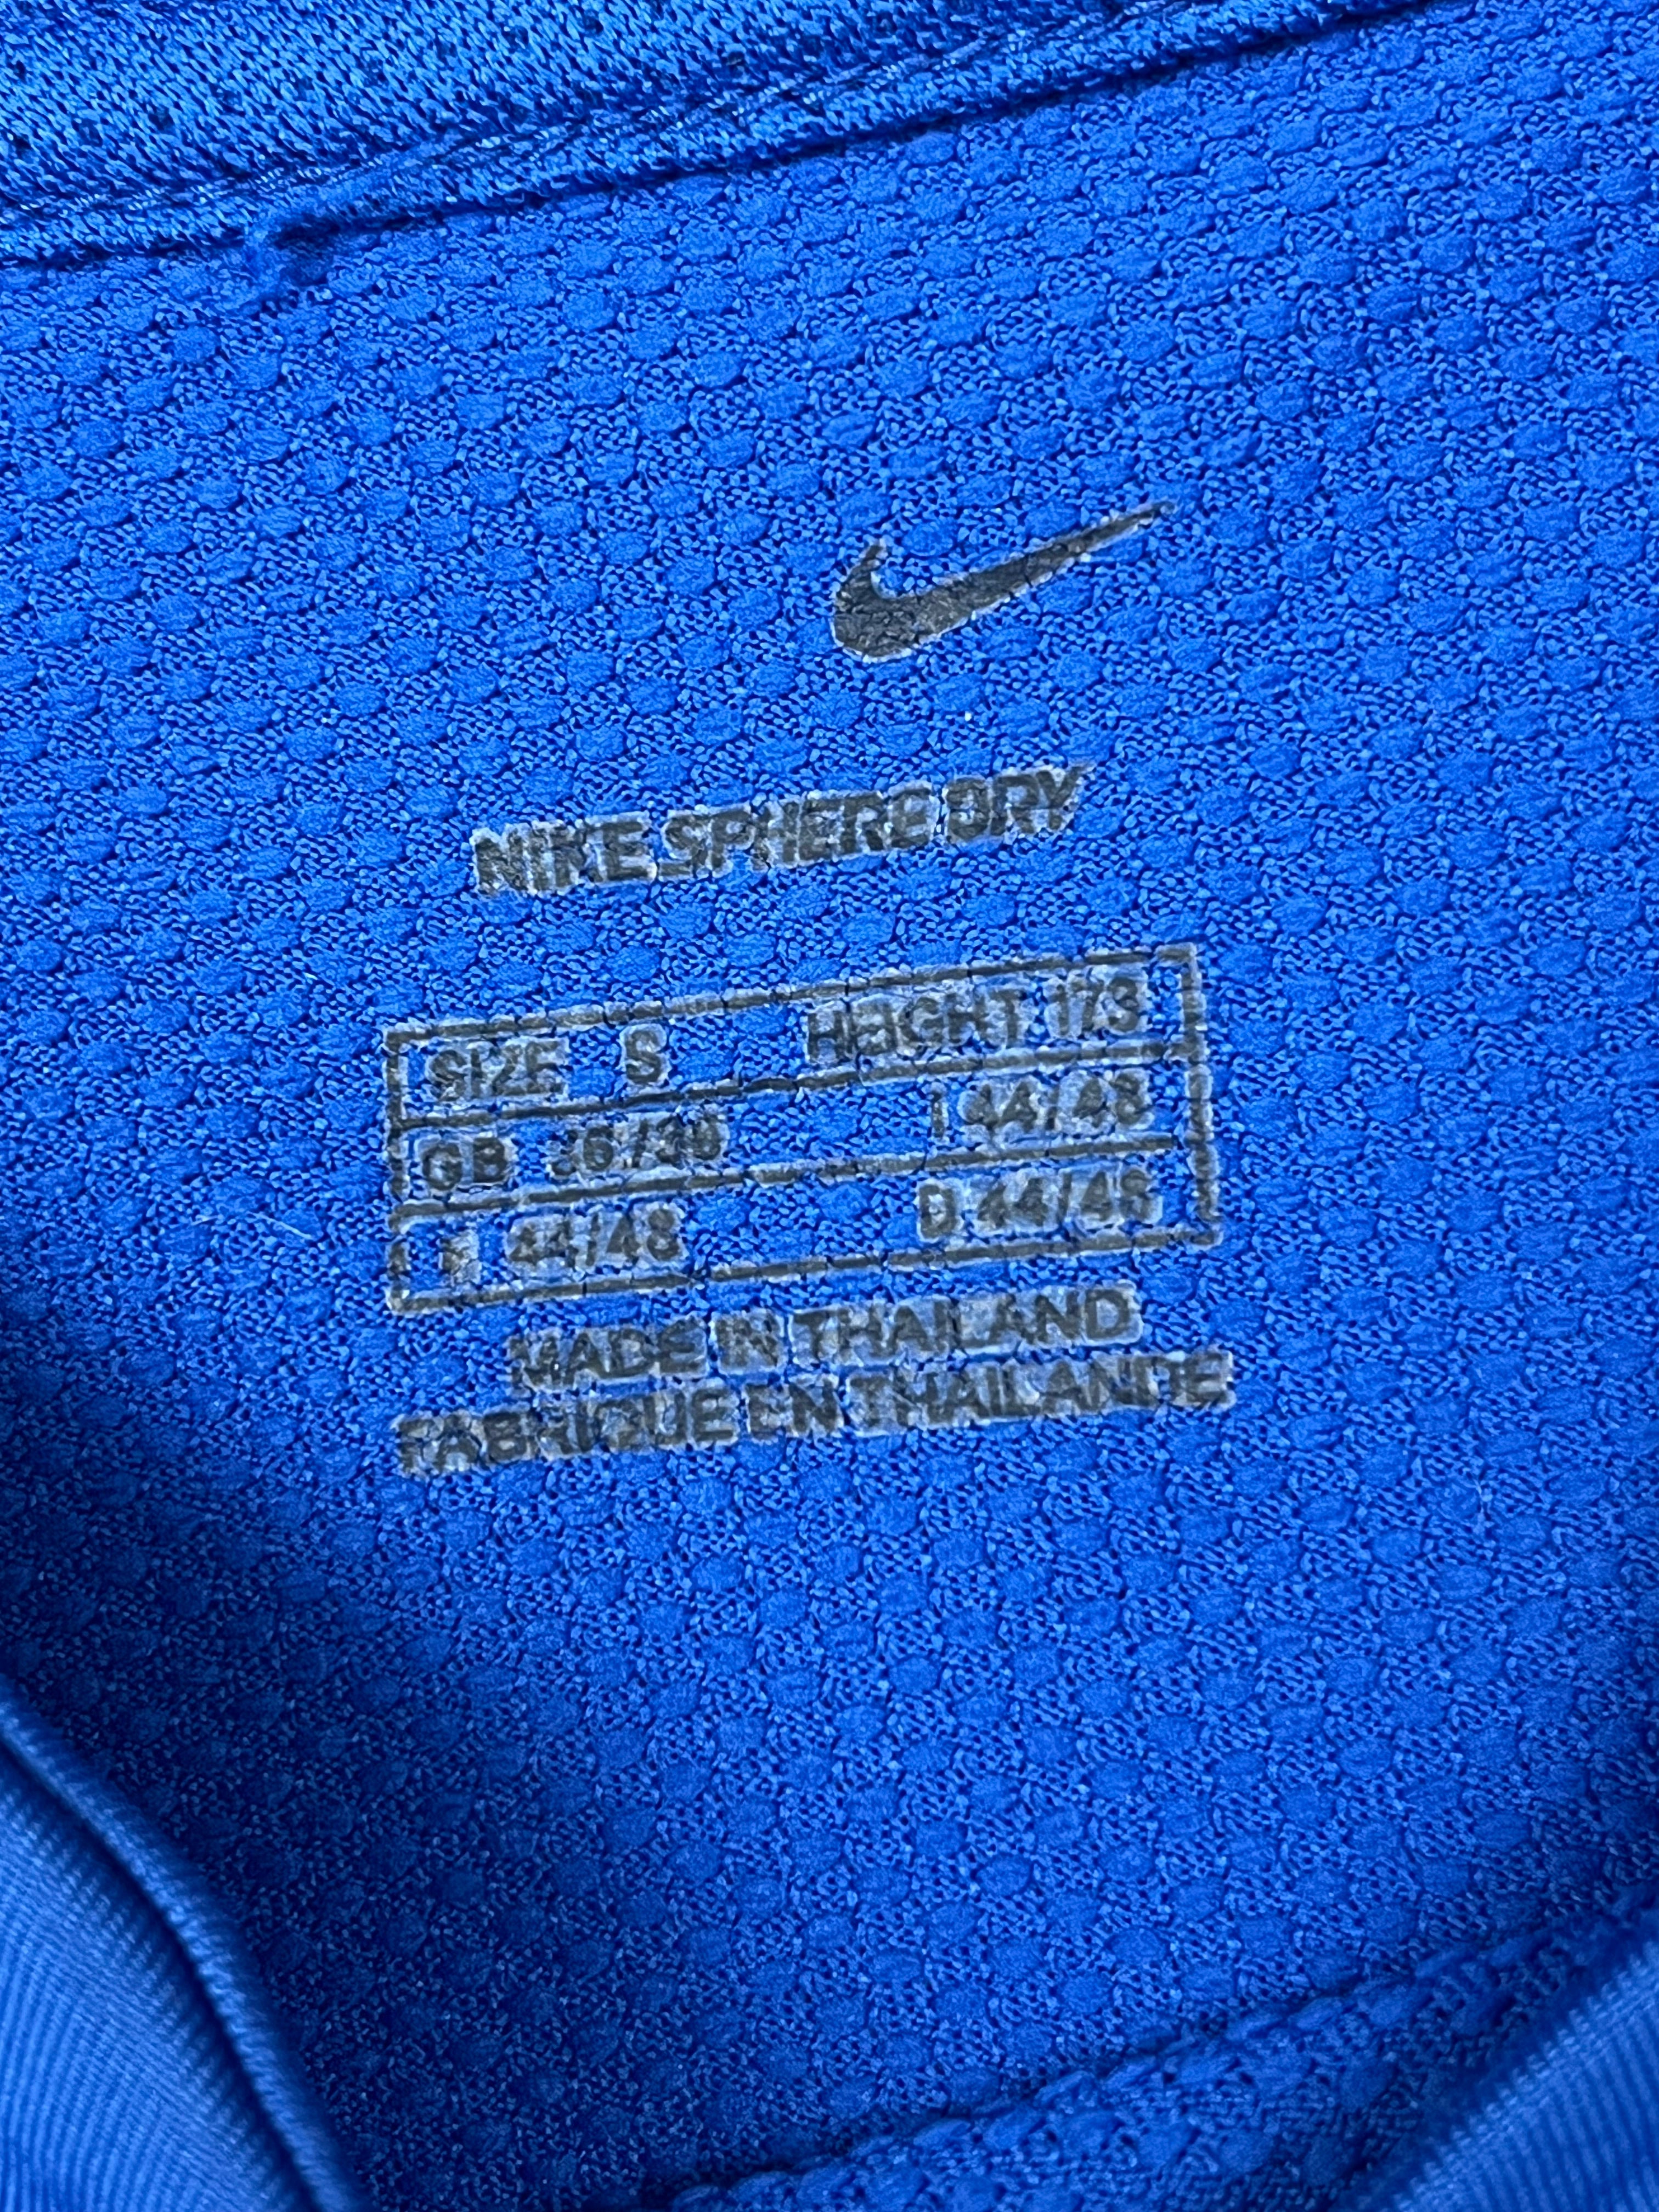 NIKE SPHERE DRY
SIZE S HEIGHT 173
GB 36/38 I 44/48
F 44/48 D 44/48
MADE IN THAILAND
FABRIQUE EN THAILANDE